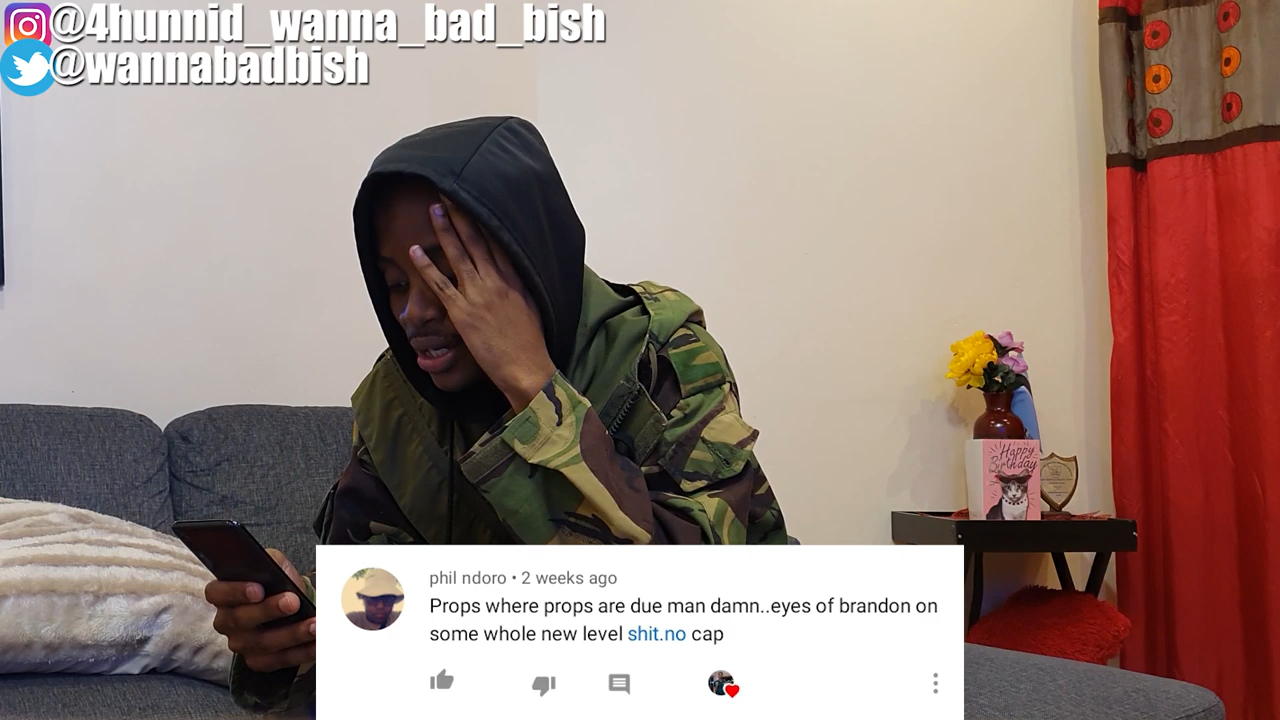 @4hunnid_wanna_bad_bish
@wannabadbish
Happy
Birthday
phil ndoro • 2 weeks ago
Props where props are due man damn..eyes of brandon on
some whole new level shit.no cap